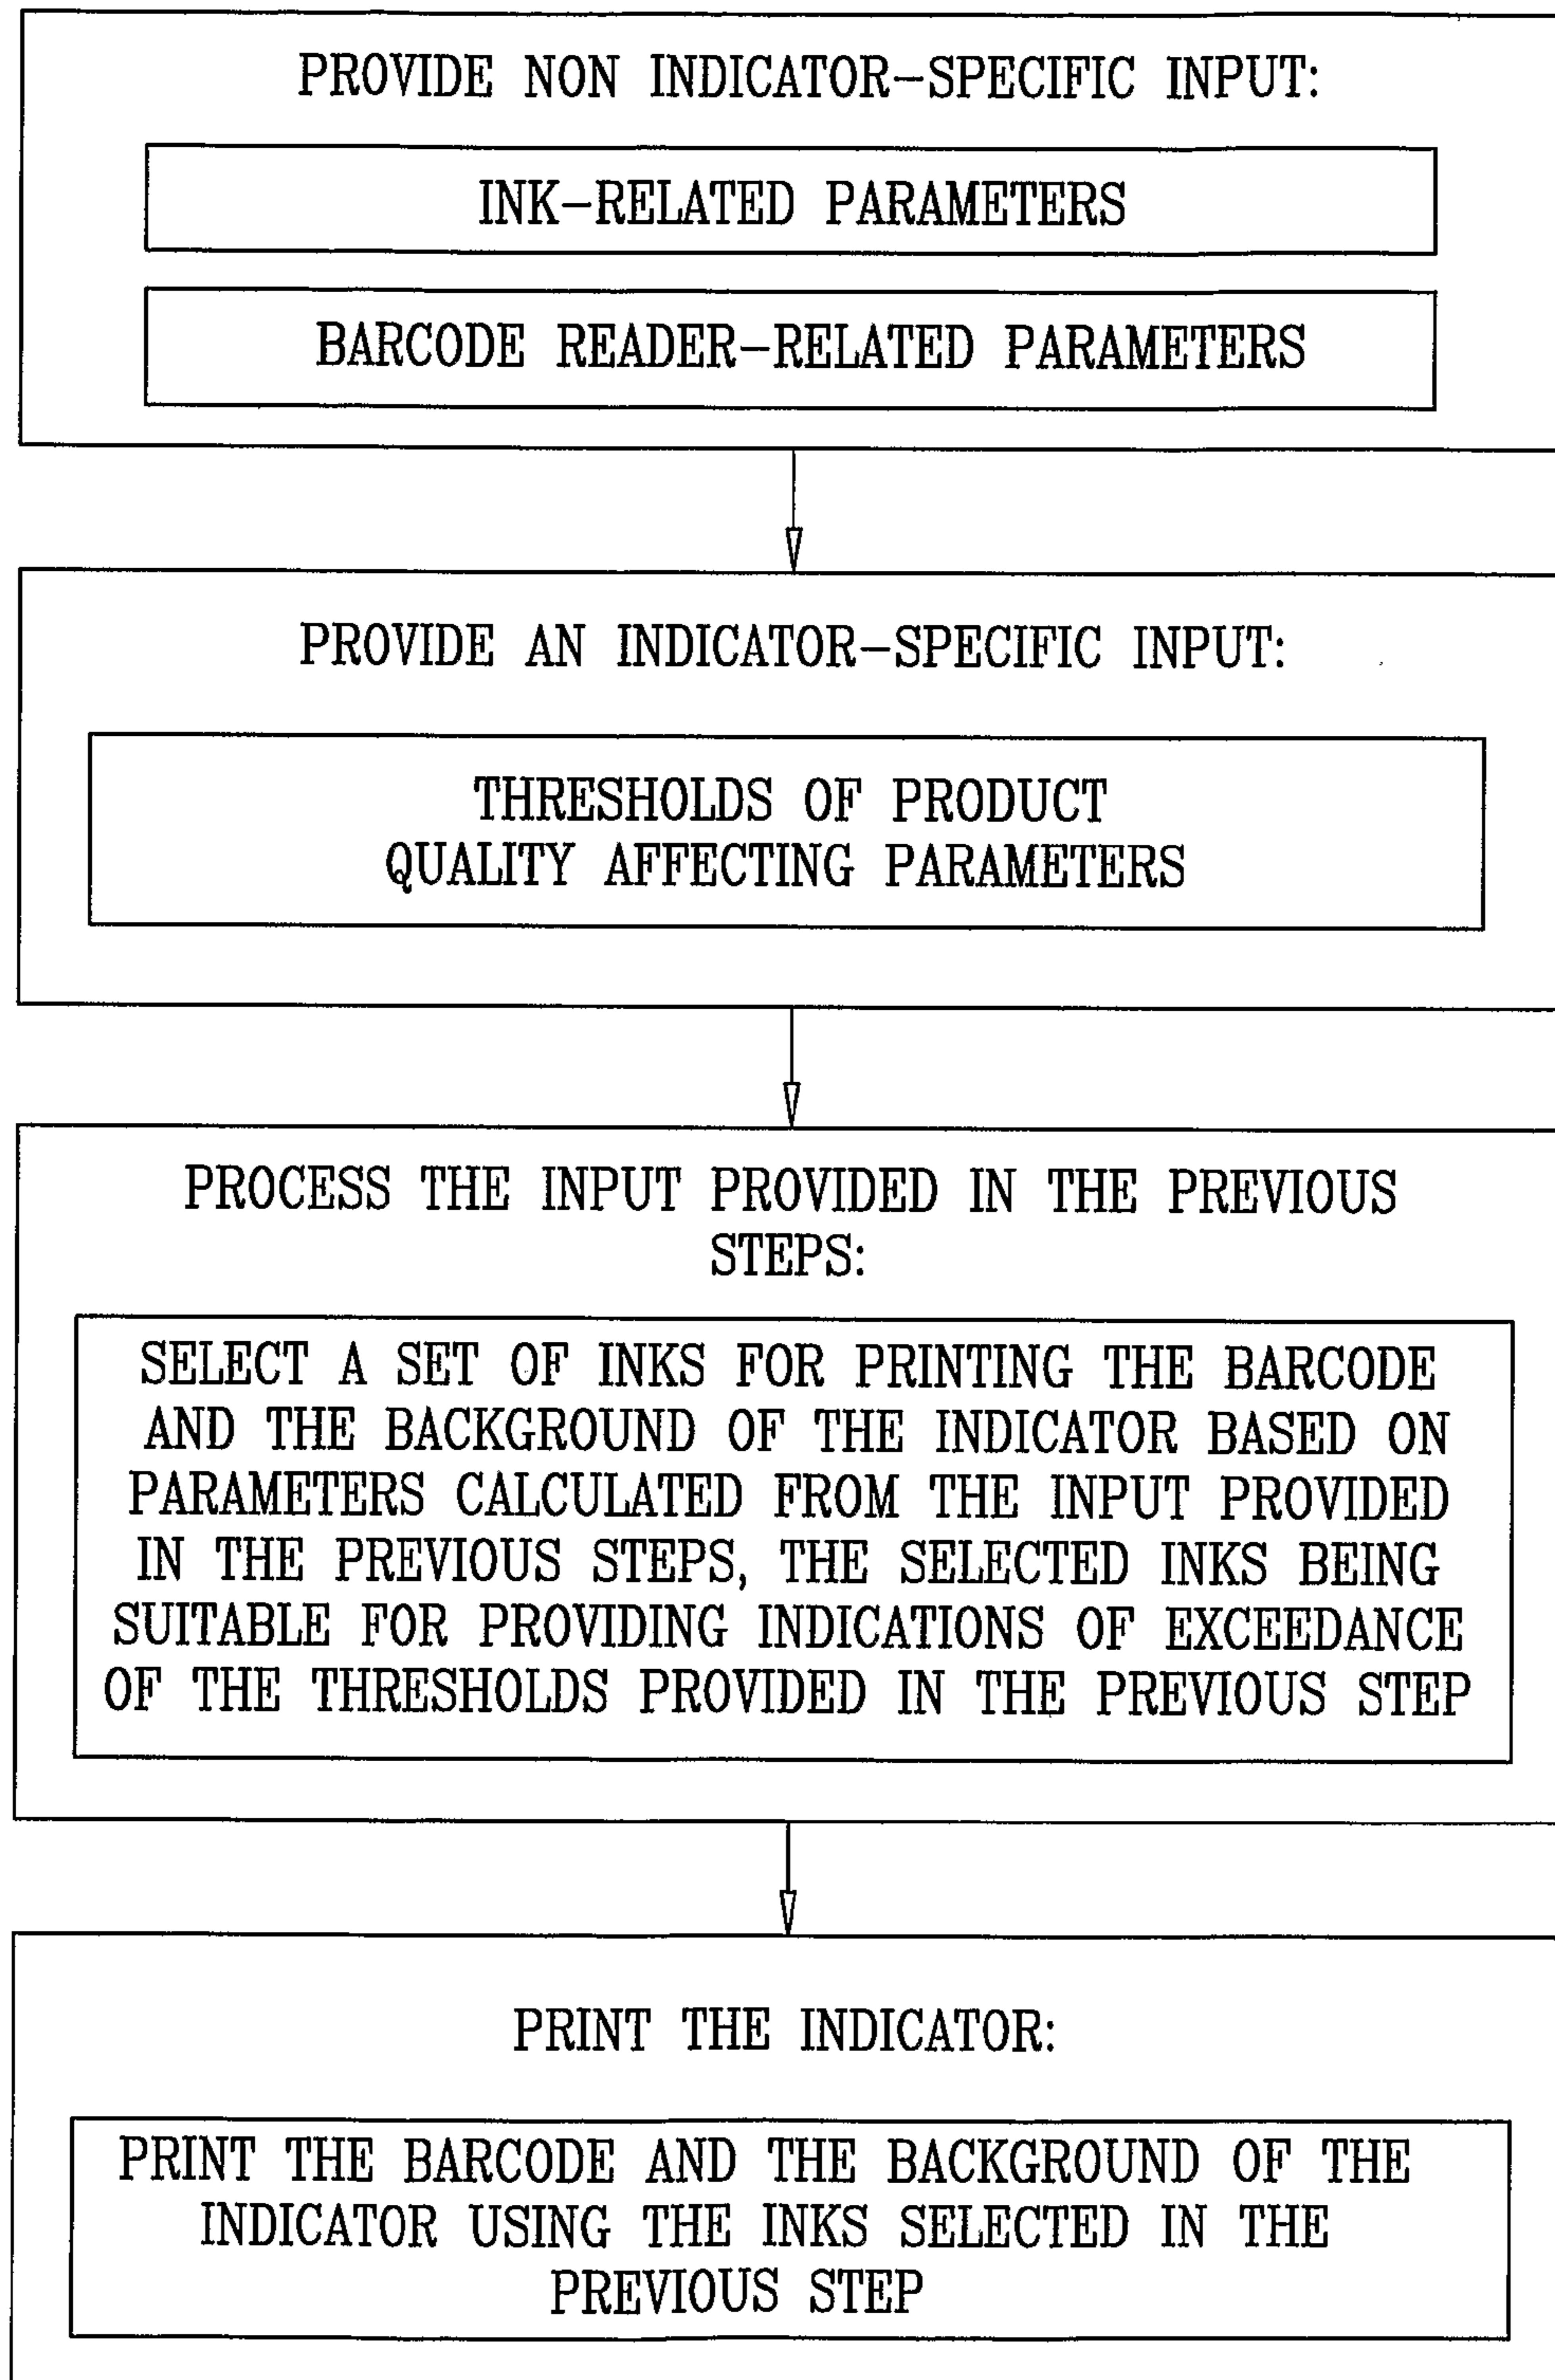 PROVIDE NON INDICATOR-SPECIFIC INPUT:
INK-RELATED PARAMETERS
BARCODE READER-RELATED PARAMETERS
PROVIDE AN INDICATOR-SPECIFIC INPUT:
THRESHOLDS OF PRODUCT
QUALITY AFFECTING PARAMETERS
PROCESS THE INPUT PROVIDED IN THE PREVIOUS
STEPS:
SELECT A SET OF INKS FOR PRINTING THE BARCODE
AND THE BACKGROUND OF THE INDICATOR BASED ON
PARAMETERS CALCULATED FROM THE INPUT PROVIDED
IN THE PREVIOUS STEPS, THE SELECTED INKS BEING
SUITABLE FOR PROVIDING INDICATIONS OF EXCEEDANCE
OF THE THRESHOLDS PROVIDED IN THE PREVIOUS STEP
PRINT THE INDICATOR:
PRINT THE BARCODE AND THE BACKGROUND OF THE
INDICATOR USING THE INKS SELECTED IN THE
PREVIOUS STEP